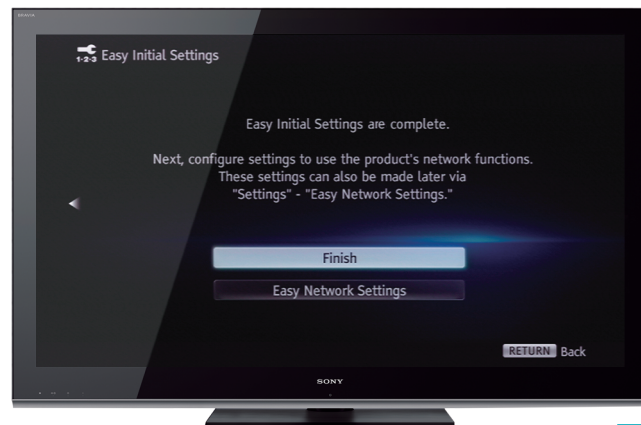 BRAVIA
1-2-3 Easy Initial Settings
Easy Initial Settings are complete.
Next, configure settings to use the product's network functions.
These settings can also be made later via
"Settings" - "Easy Network Settings."
Finish
Easy Network Settings
RETURN Back
SONY